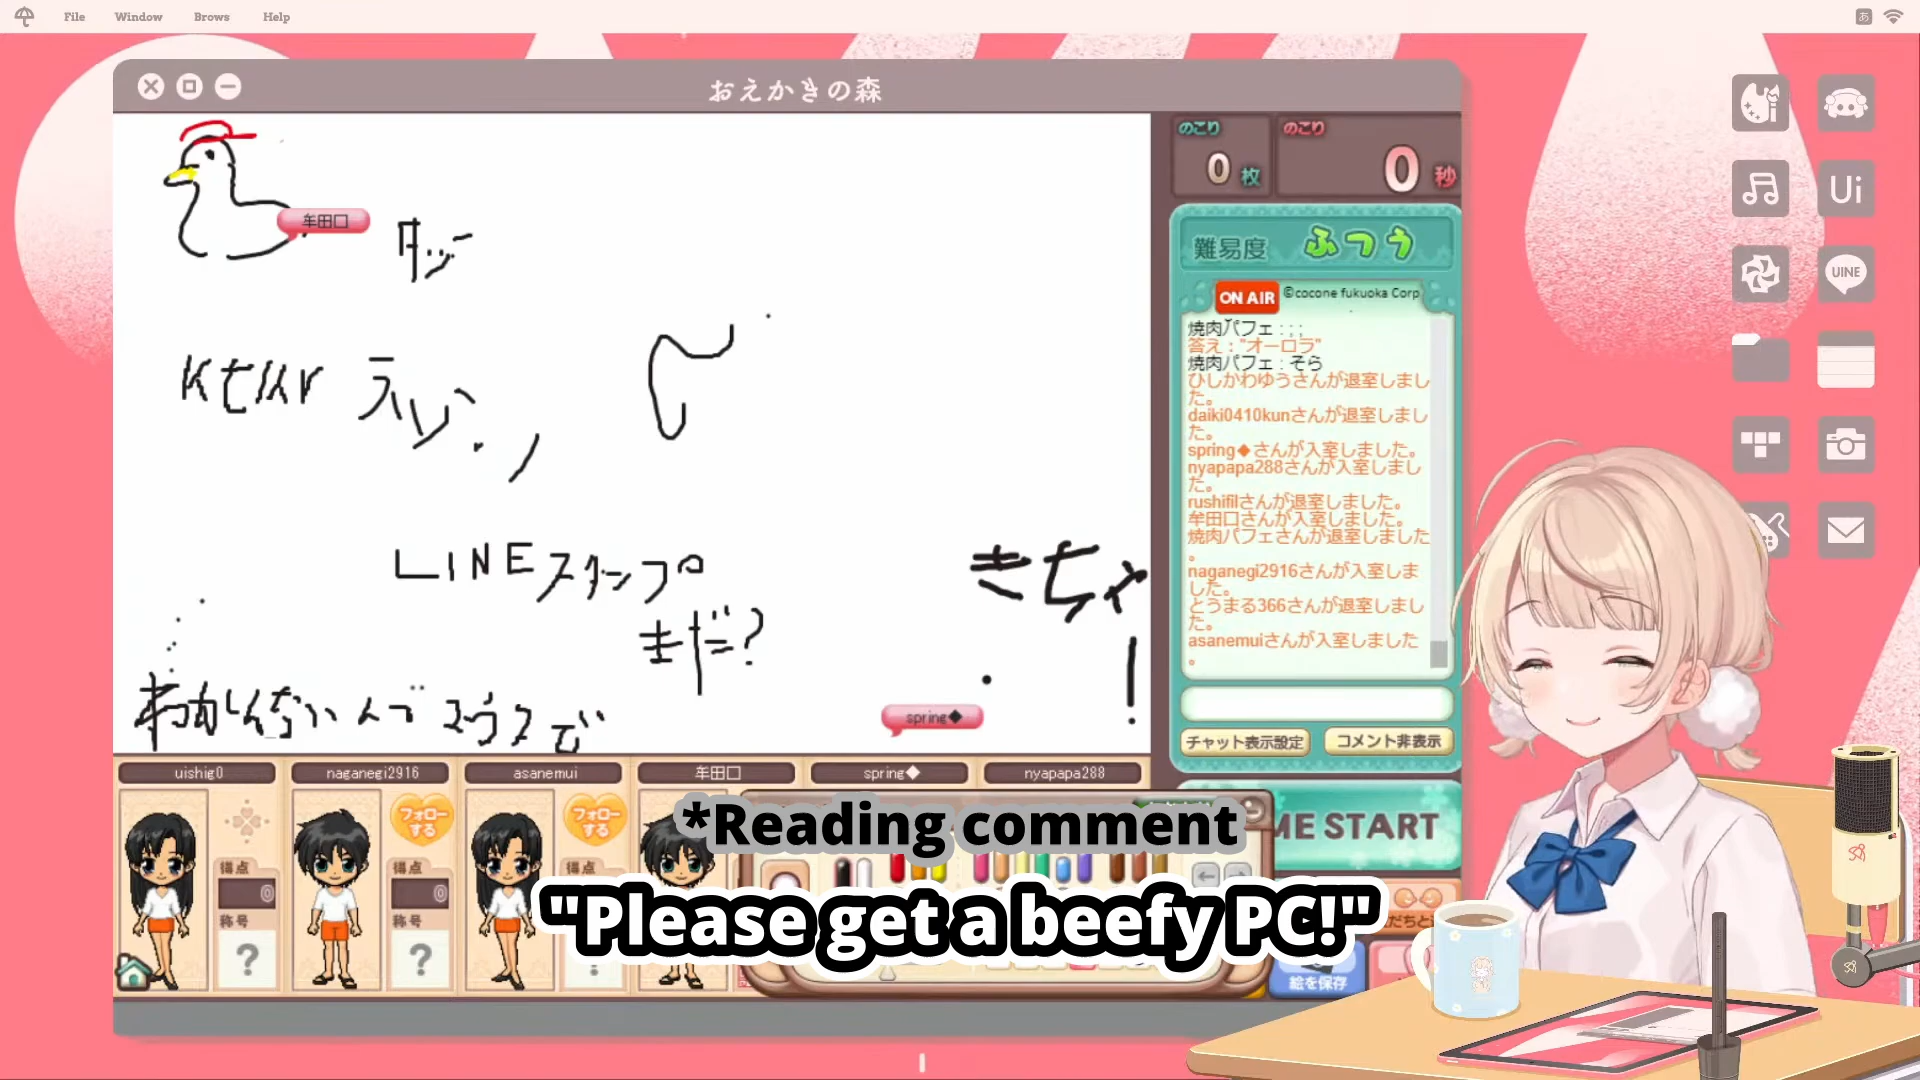 File Window Brows Help
あ
おえかきの森
のこり
0枚
のこり
0秒
牟田口
難易度 ふつう
ON AIR ©cocone fukuoka Corp
焼肉パフェ : ; ;
答え : "オーロラ"
焼肉パフェ : そら
ひしかわゆうさんが退室しまし
た。
daiki0410kunさんが退室しまし
た。
spring◆さんが入室しました。
nyapapa288さんが入室しまし
た。
rushifilさんが退室しました。
牟田口さんが入室しました。
焼肉パフェさんが退室しました
。
naganegi2916さんが入室しま
した。
とうまる366さんが退室しまし
た。
asanemuiさんが入室しました
。
Ui
UINE
LINEスタンプ
まだ?
きちゃ
!
spring◆
チャット表示設定 コメント非表示
uishig0 naganegi2916 asanemui 牟田口 spring◆ nyapapa288
フォロー
する
フォロー
する
得点
0
称号
?
得点
0
称号
?
得点
ME START
*Reading comment
"Please get a beefy PC!"
絵を保存